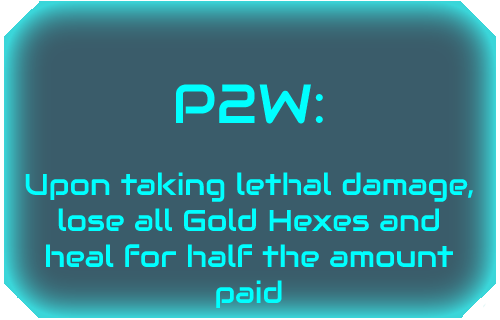 P2W:
Upon taking lethal damage,
lose all Gold Hexes and
heal for half the amount
paid